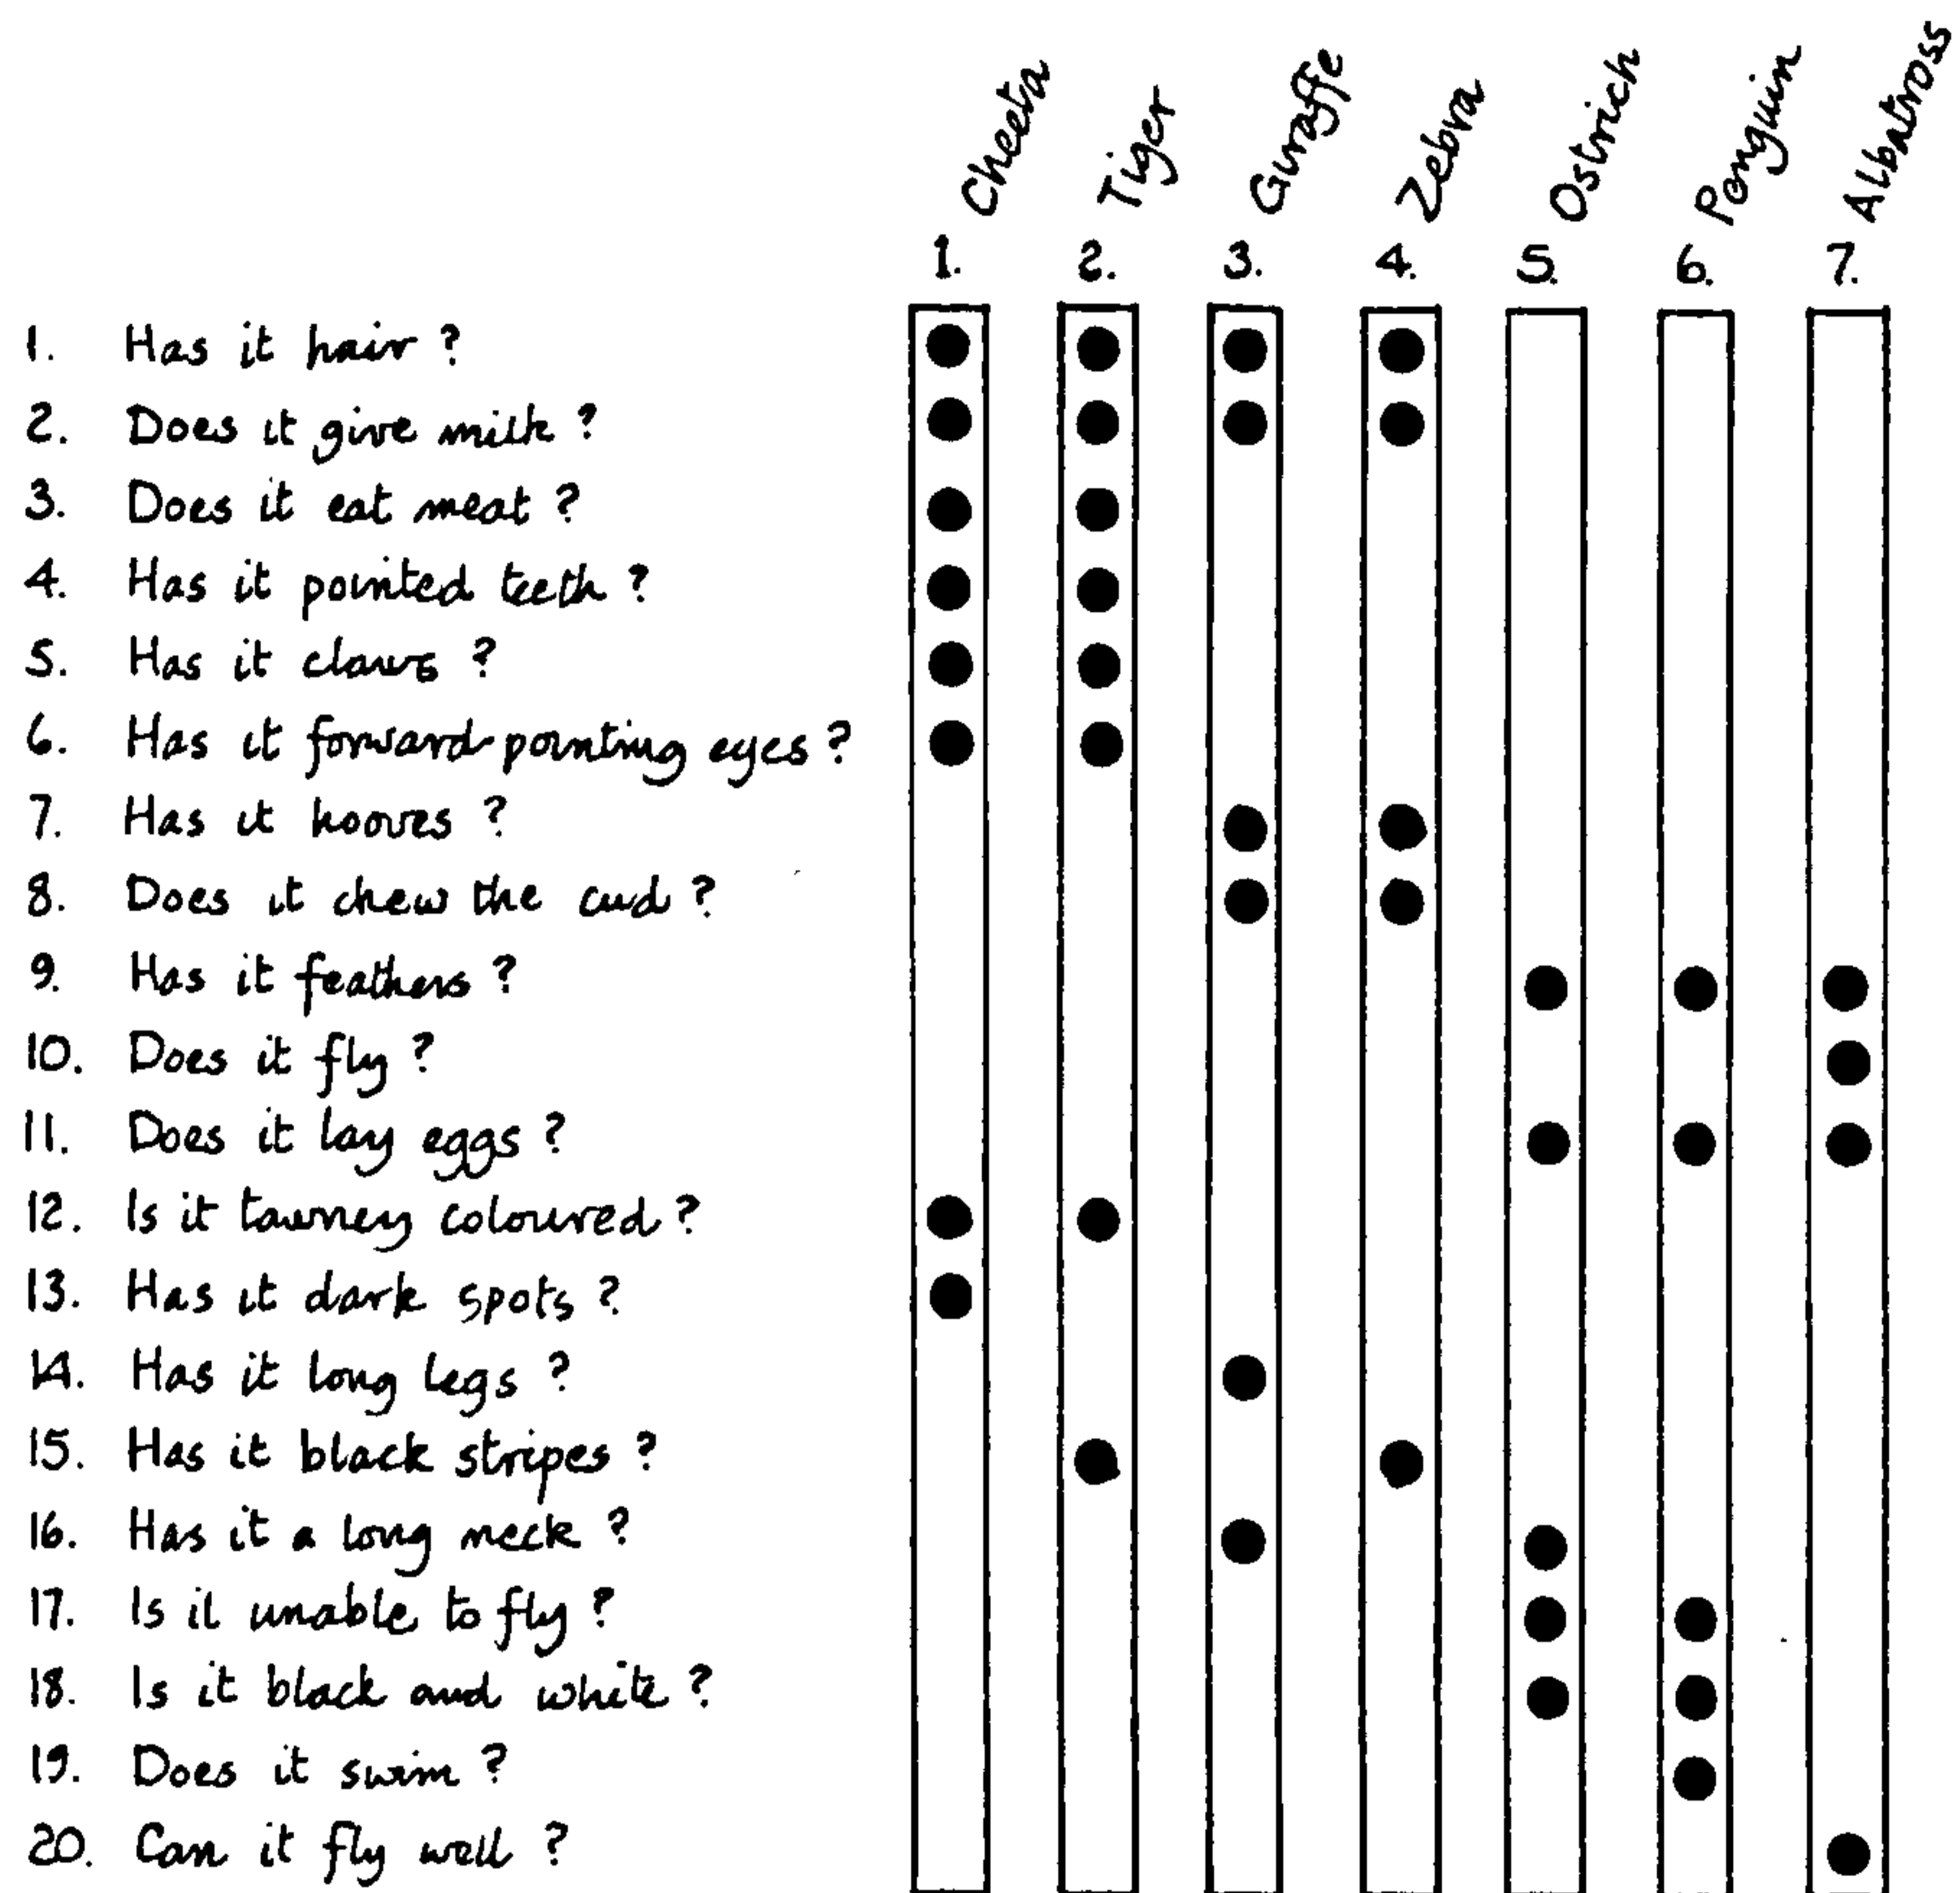 Cheeta Tiger Giraffe Zebra Ostrich Penguin Albatross
1. 2. 3. 4. 5. 6. 7.
1. Has it hair ?
2. Does it give milk ?
3. Does it eat meat ?
4. Has it pointed teeth ?
5. Has it claws ?
6. Has it forward pointing eyes ?
7. Has it hooves ?
8. Does it chew the cud ?
9. Has it feathers ?
10. Does it fly ?
11. Does it lay eggs ?
12. Is it tawney coloured ?
13. Has it dark spots ?
14. Has it long legs ?
15. Has it black stripes ?
16. Has it a long neck ?
17. Is it unable to fly ?
18. Is it black and white ?
19. Does it swim ?
20. Can it fly well ?